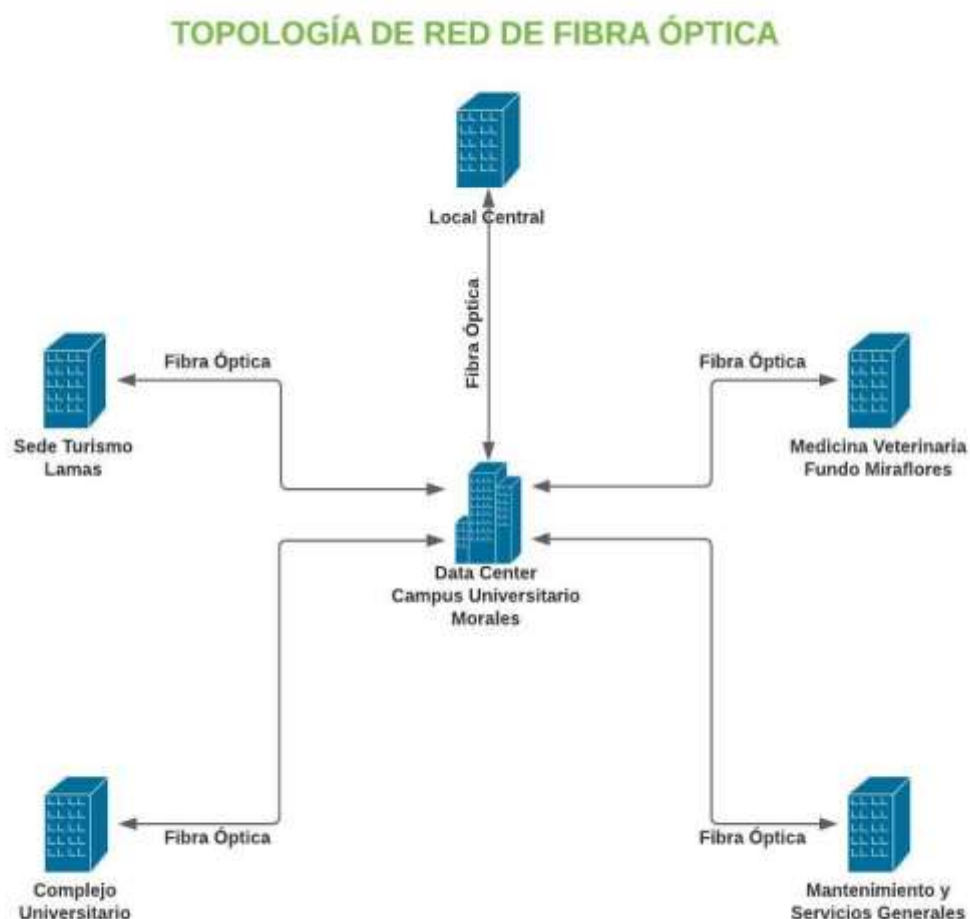 TOPOLOGÍA DE RED DE FIBRA ÓPTICA
Local Central
Fibra Óptica
Fibra Óptica
Fibra Óptica
Sede Turismo
Lamas
Medicina Veterinaria
Fundo Miraflores
Data Center
Campus Universitario
Morales
Fibra Óptica
Fibra Óptica
Complejo
Universitario
Mantenimiento y
Servicios Generales